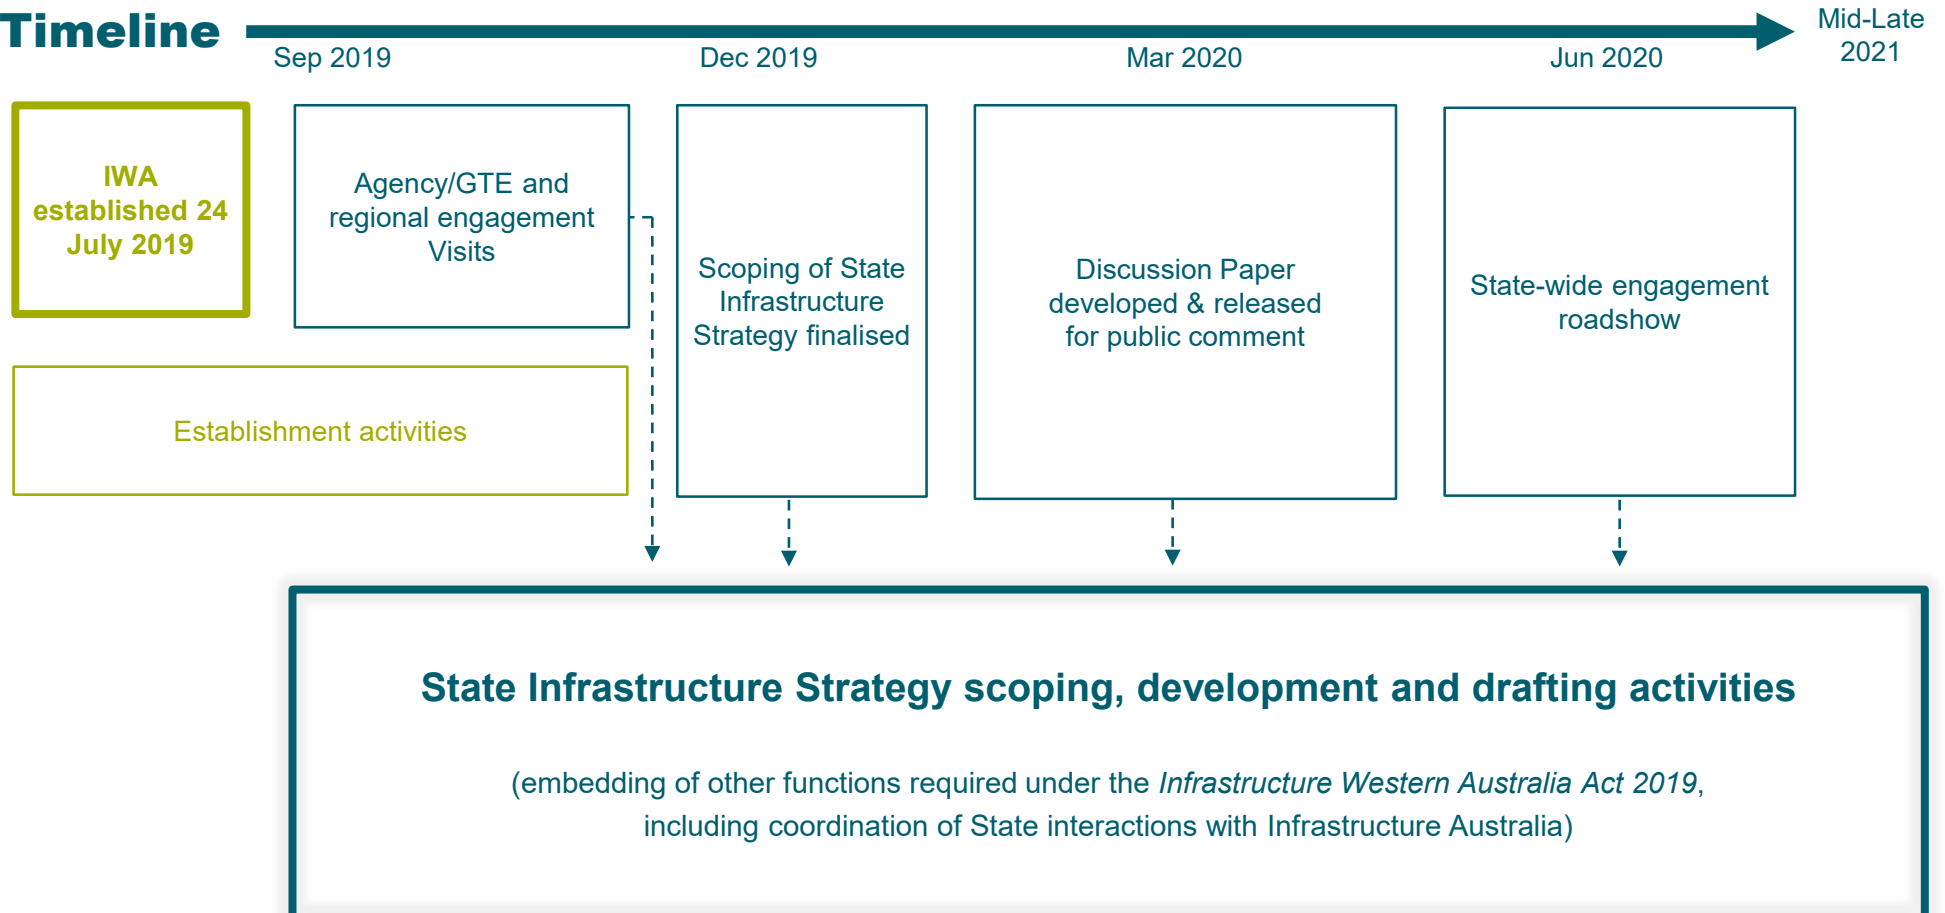 Timeline
Sep 2019
Dec 2019
Mar 2020
Jun 2020
Mid-Late
2021
IWA
established 24
July 2019
Agency/GTE and
regional engagement
Visits
Scoping of State
Infrastructure
Strategy finalised
Discussion Paper
developed & released
for public comment
State-wide engagement
roadshow
Establishment activities
State Infrastructure Strategy scoping, development and drafting activities
(embedding of other functions required under the Infrastructure Western Australia Act 2019,
including coordination of State interactions with Infrastructure Australia)